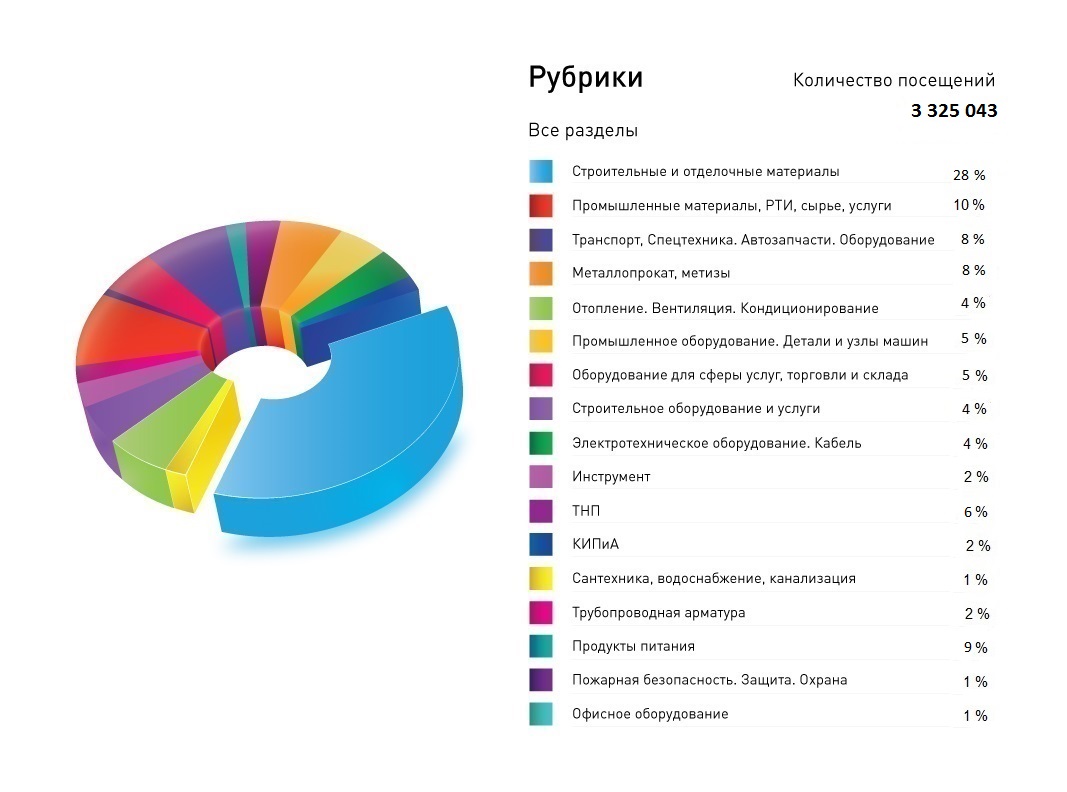 Рубрики
Количество посещений
3 325 043
Все разделы
Строительные и отделочные материалы 28 %
Промышленные материалы, РТИ, сырье, услуги 10 %
Транспорт, Спецтехника. Автозапчасти. Оборудование 8 %
Металлопрокат, метизы 8 %
Отопление. Вентиляция. Кондиционирование 4 %
Промышленное оборудование. Детали и узлы машин 5 %
Оборудование для сферы услуг, торговли и склада 5 %
Строительное оборудование и услуги 4 %
Электротехническое оборудование. Кабель 4 %
Инструмент 2 %
ТНП 6 %
КИПиА 2 %
Сантехника, водоснабжение, канализация 1 %
Трубопроводная арматура 2 %
Продукты питания 9 %
Пожарная безопасность. Защита. Охрана 1 %
Офисное оборудование 1 %